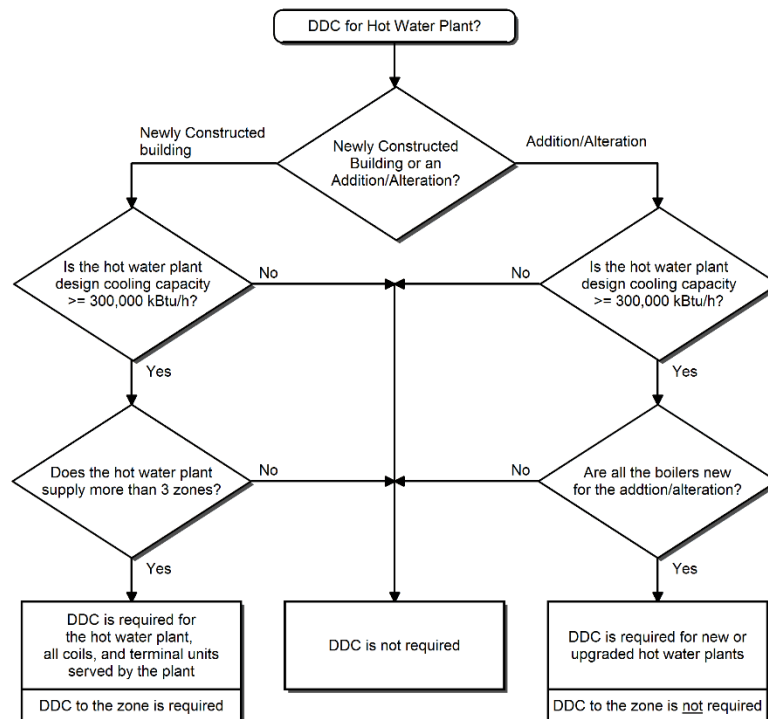 DDC for Hot Water Plant?
Newly Constructed
building
Newly Constructed
Building or an
Addition/Alteration?
Addition/Alteration
Is the hot water plant
design cooling capacity
>= 300,000 kBtu/h?
No
No
Is the hot water plant
design cooling capacity
>= 300,000 kBtu/h?
Yes
Yes
Does the hot water plant
supply more than 3 zones?
No
No
Are all the boilers new
for the addtion/alteration?
Yes
Yes
DDC is required for
the hot water plant,
all coils, and terminal units
served by the plant
DDC to the zone is required
DDC is not required
DDC is required for new or
upgraded hot water plants
DDC to the zone is not required